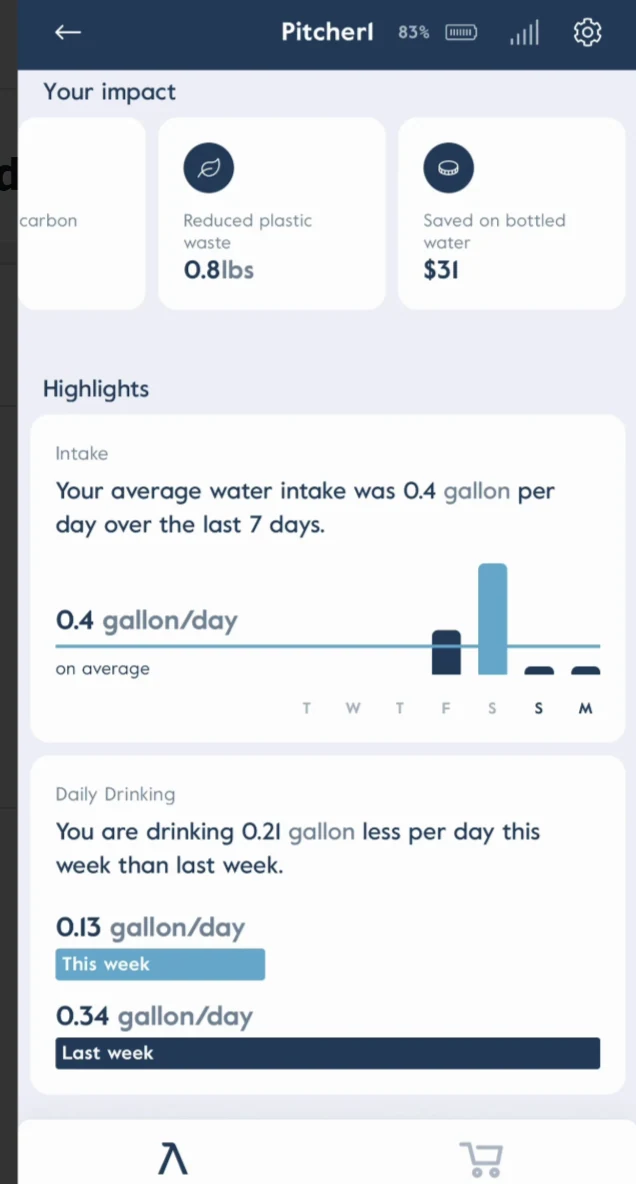 Pitcher1 83%
Your impact
carbon
Reduced plastic
waste
0.8lbs
Saved on bottled
water
$31
Highlights
Intake
Your average water intake was 0.4 gallon per
day over the last 7 days.
0.4 gallon/day
on average
T W T F S S M
Daily Drinking
You are drinking 0.21 gallon less per day this
week than last week.
0.13 gallon/day
This week
0.34 gallon/day
Last week